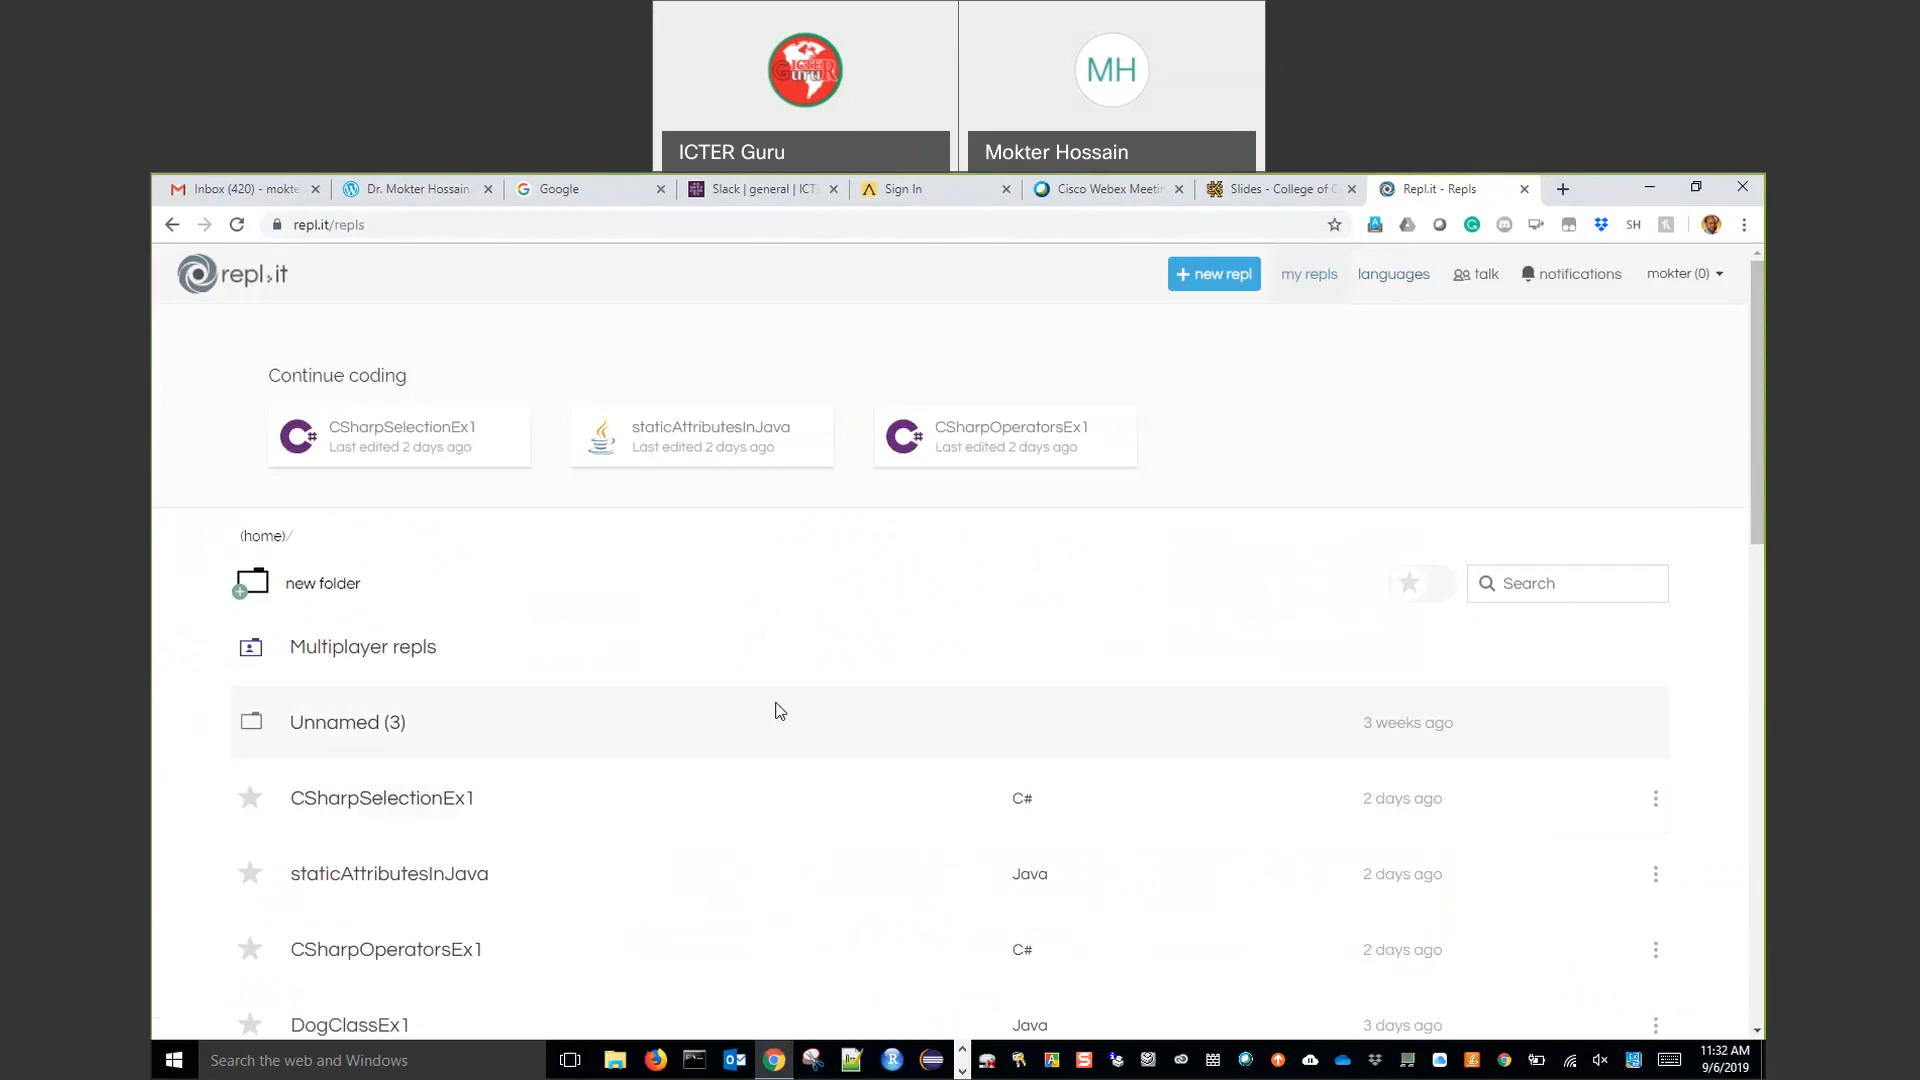 MH
ICTER Guru
Mokter Hossain
Inbox (420) - mokte
Dr. Mokter Hossain
Google
Slack | general | ICT
Sign In
Cisco Webex Meetin
Slides - College of C
Repl.it - Repls
repl.it/repls
SH
repl.it
+ new repl
my repls
languages
talk
notifications
mokter (0)
Continue coding
CSharpSelectionEx1
Last edited 2 days ago
staticAttributesInJava
Last edited 2 days ago
CSharpOperatorsEx1
Last edited 2 days ago
(home)/
new folder
Search
Multiplayer repls
Unnamed (3)
3 weeks ago
CSharpSelectionEx1
C#
2 days ago
staticAttributesInJava
Java
2 days ago
CSharpOperatorsEx1
C#
2 days ago
DogClassEx1
Java
3 days ago
Search the web and Windows
11:32 AM
9/6/2019